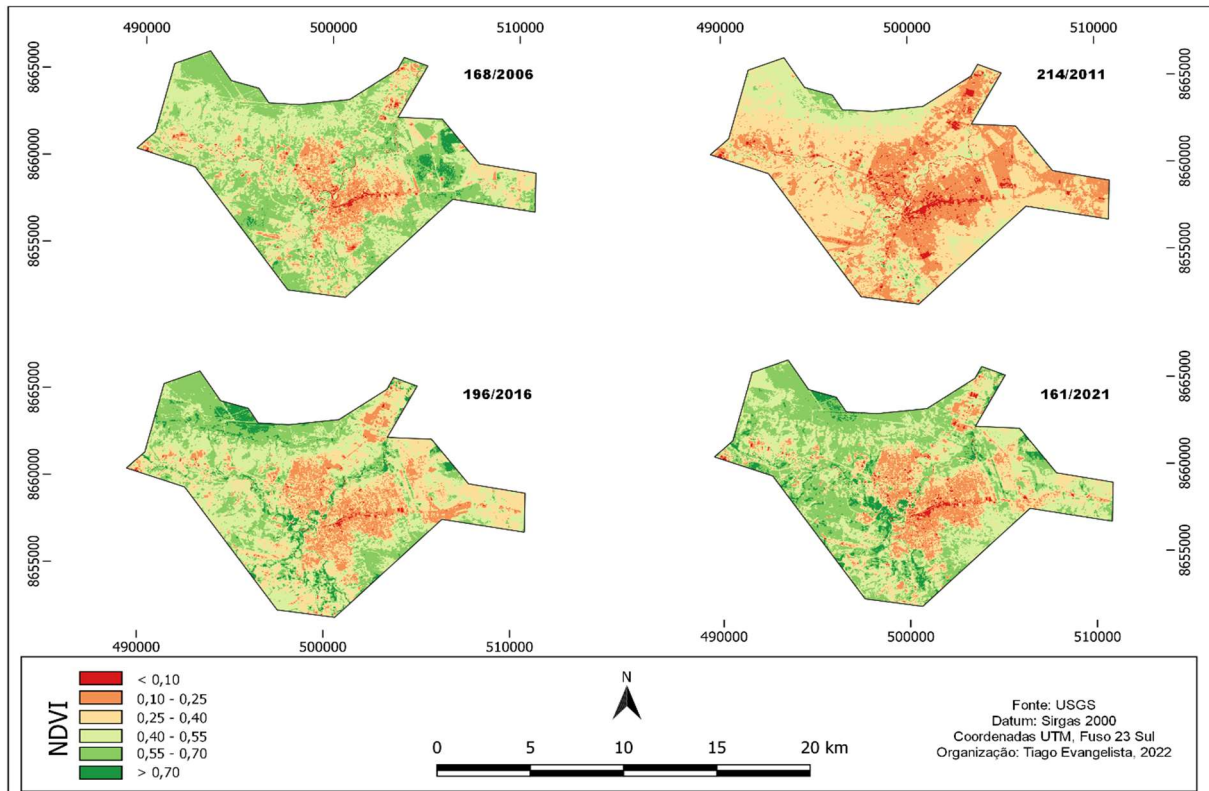 490000 500000 510000
490000 500000 510000
8665000
8660000
8655000
168/2006
214/2011
8665000
8660000
8655000
8665000
8660000
8655000
196/2016
161/2021
8665000
8660000
8655000
490000 500000 510000
490000 500000 510000
NDVI
< 0,10
0,10 - 0,25
0,25 - 0,40
0,40 - 0,55
0,55 - 0,70
> 0,70
N
0 5 10 15 20 km
Fonte: USGS
Datum: Sirgas 2000
Coordenadas UTM, Fuso 23 Sul
Organização: Tiago Evangelista, 2022